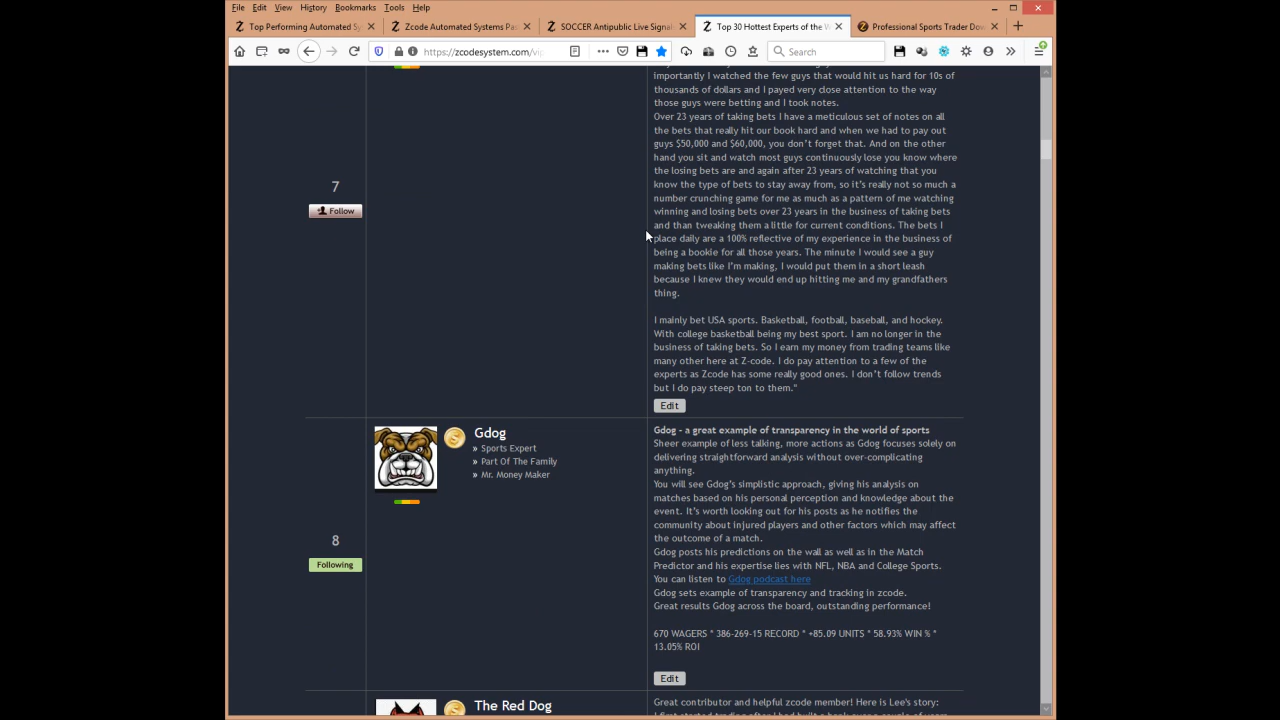 File Edit View History Bookmarks Tools Help
Top Performing Automated Sy
Zcode Automated Systems Pa
SOCCER Antipublic Live Signal
Top 30 Hottest Experts of the W
Professional Sports Trader Dov
https://zcodesystem.com/vi
Search
importantly I watched the few guys that would hit us hard for 10s of
thousands of dollars and I payed very close attention to the way
those guys were betting and I took notes.
Over 23 years of taking bets I have a meticulous set of notes on all
the bets that really hit our book hard and when we had to pay out
guys $50,000 and $60,000, you don't forget that. And on the other
hand you sit and watch most guys continuously lose you know where
the losing bets are and again after 23 years of watching that you
know the type of bets to stay away from, so it's really not so much a
number crunching game for me as much as a pattern of me watching
winning and losing bets over 23 years in the business of taking bets
and than tweaking them a little for current conditions. The bets I
place daily are a 100% reflective of my experience in the business of
being a bookie for all those years. The minute I would see a guy
making bets like I'm making, I would put them in a short leash
because I knew they would end up hitting me and my grandfathers
thing.
I mainly bet USA sports. Basketball, football, baseball, and hockey.
With college basketball being my best sport. I am no longer in the
business of taking bets. So I earn my money from trading teams like
many other here at Z-code. I do pay attention to a few of the
experts as Zcode has some really good ones. I don't follow trends
but I do pay steep ton to them."
Edit
7
Follow
8
Following
Gdog
» Sports Expert
» Part Of The Family
» Mr. Money Maker
Gdog - a great example of transparency in the world of sports
Sheer example of less talking, more actions as Gdog focuses solely on
delivering straightforward analysis without over-complicating
anything.
You will see Gdog's simplistic approach, giving his analysis on
matches based on his personal perception and knowledge about the
event. It's worth looking out for his posts as he notifies the
community about injured players and other factors which may affect
the outcome of a match.
Gdog posts his predictions on the wall as well as in the Match
Predictor and his expertise lies with NFL, NBA and College Sports.
You can listen to Gdog podcast here
Gdog sets example of transparency and tracking in zcode.
Great results Gdog across the board, outstanding performance!
670 WAGERS * 386-269-15 RECORD * +85.09 UNITS * 58.93% WIN % *
13.05% ROI
Edit
The Red Dog
Great contributor and helpful zcode member! Here is Lee's story: